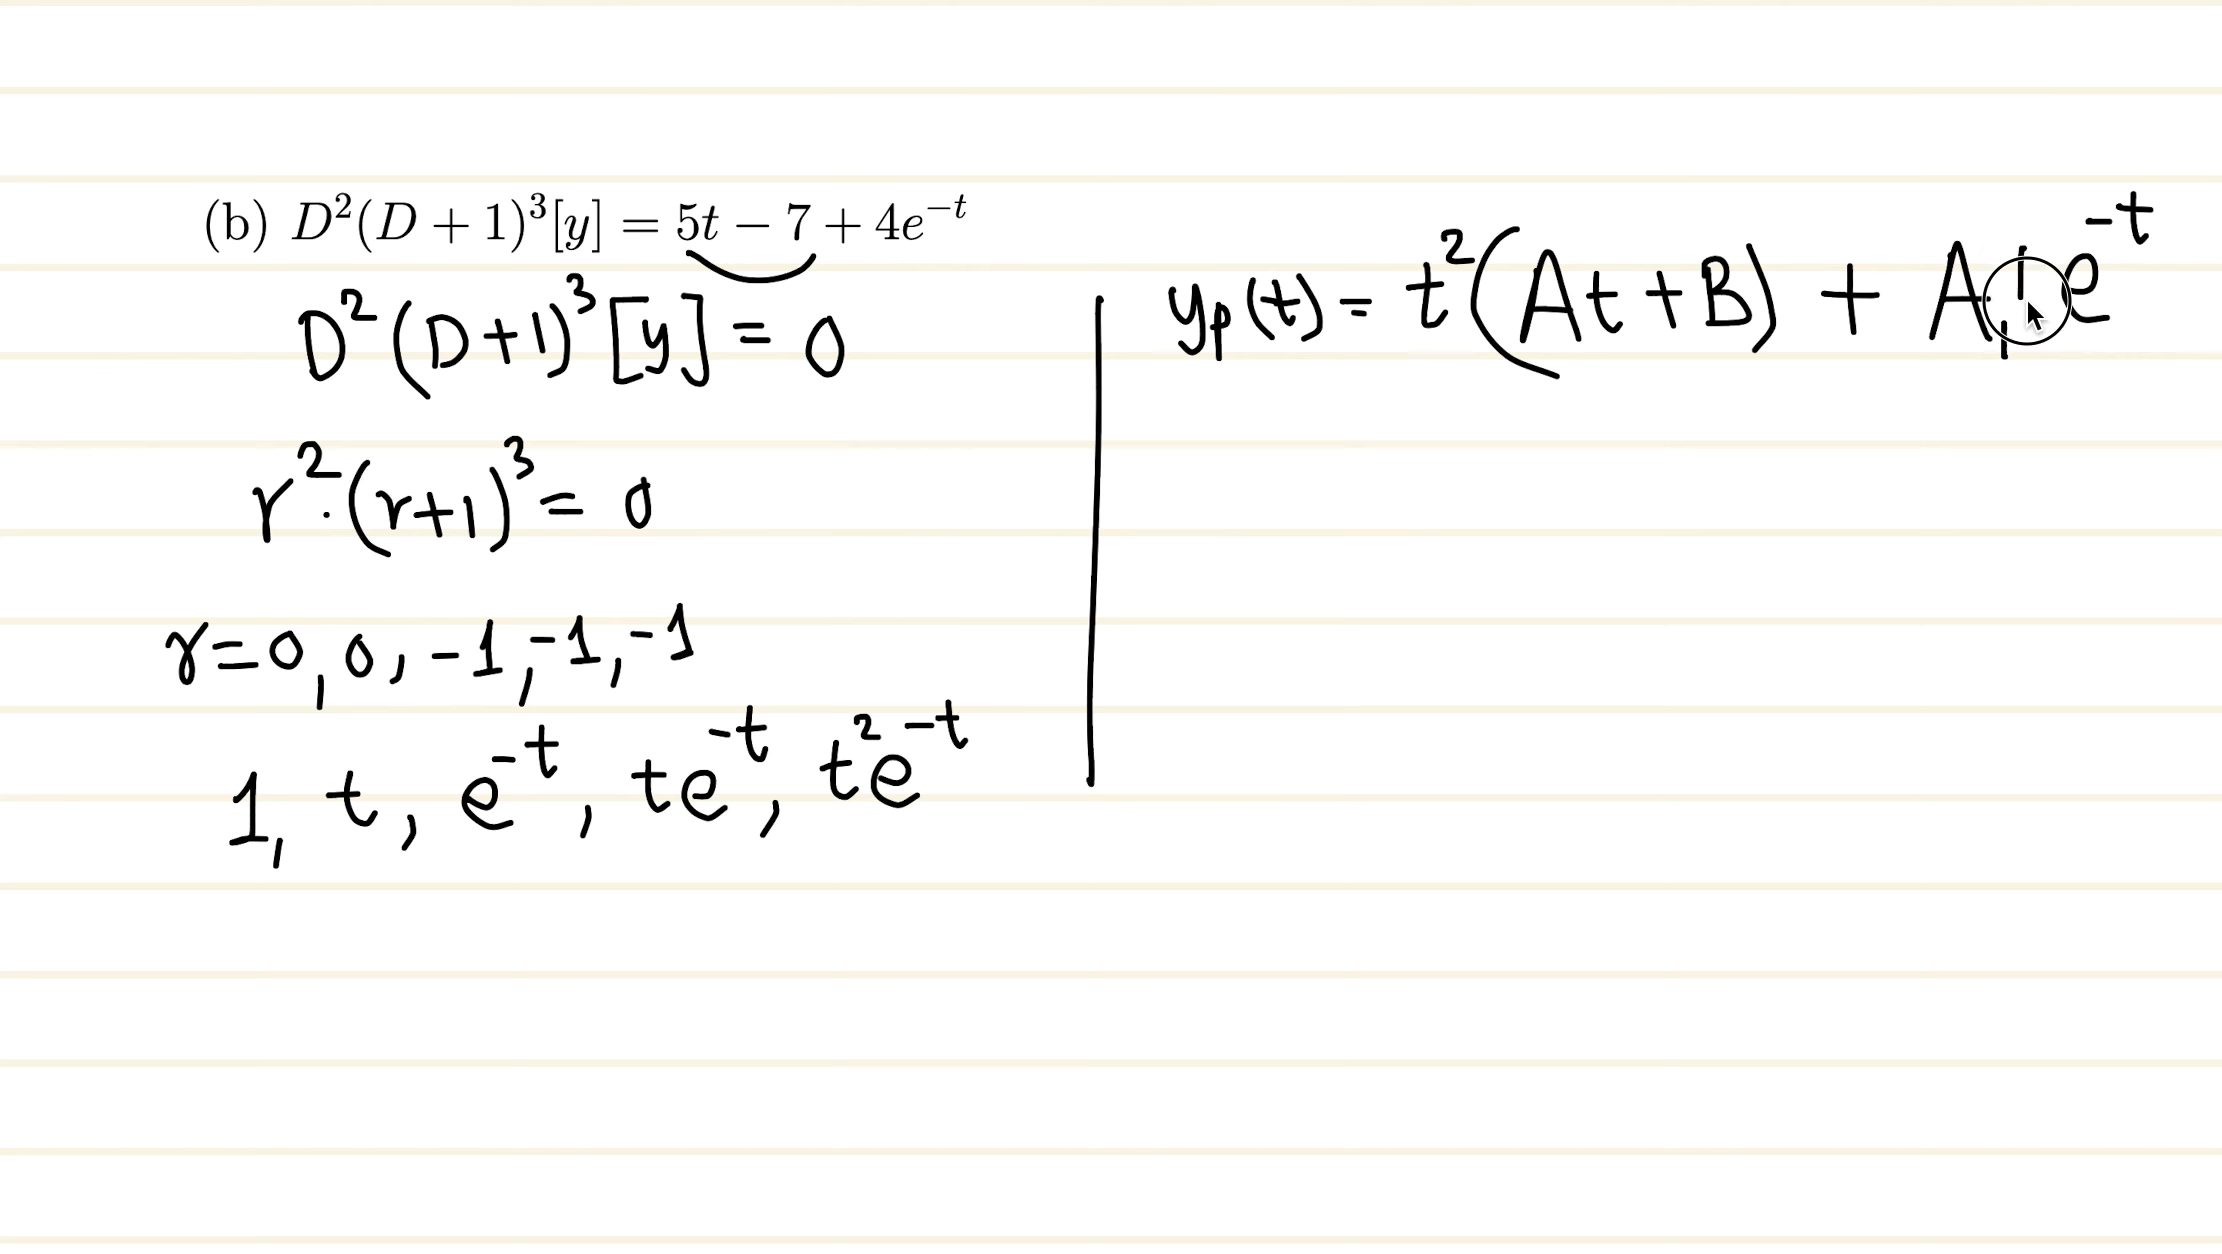 (b) D²(D + 1)³[y] = 5t − 7 + 4e⁻ᵗ
D²(D+1)³[y] = 0
r²·(r+1)³ = 0
r = 0, 0, -1, -1, -1
1, t, e⁻ᵗ, te⁻ᵗ, t²e⁻ᵗ
yₚ(t) = t²(At + B) + A₁ e⁻ᵗ